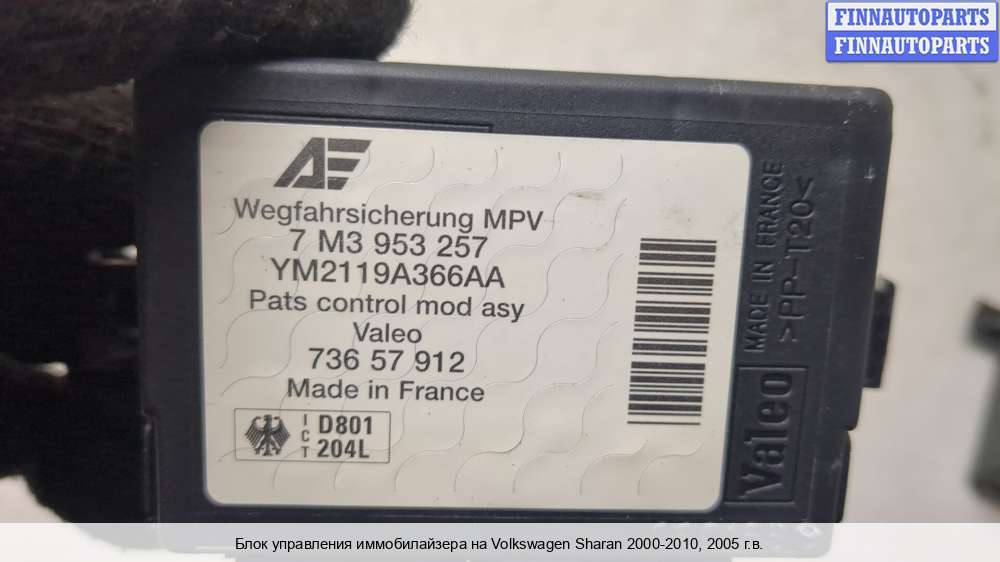 FINNAUTOPARTS
FINNAUTOPARTS
AE
Wegfahrsicherung MPV
7 M3 953 257
YM2119A366AA
Pats control mod asy
Valeo
736 57 912
Made in France
ICT
D801
204L
MADE IN FRANCE
>PP-T20<
Valeo
Блок управления иммобилайзера на Volkswagen Sharan 2000-2010, 2005 г.в.